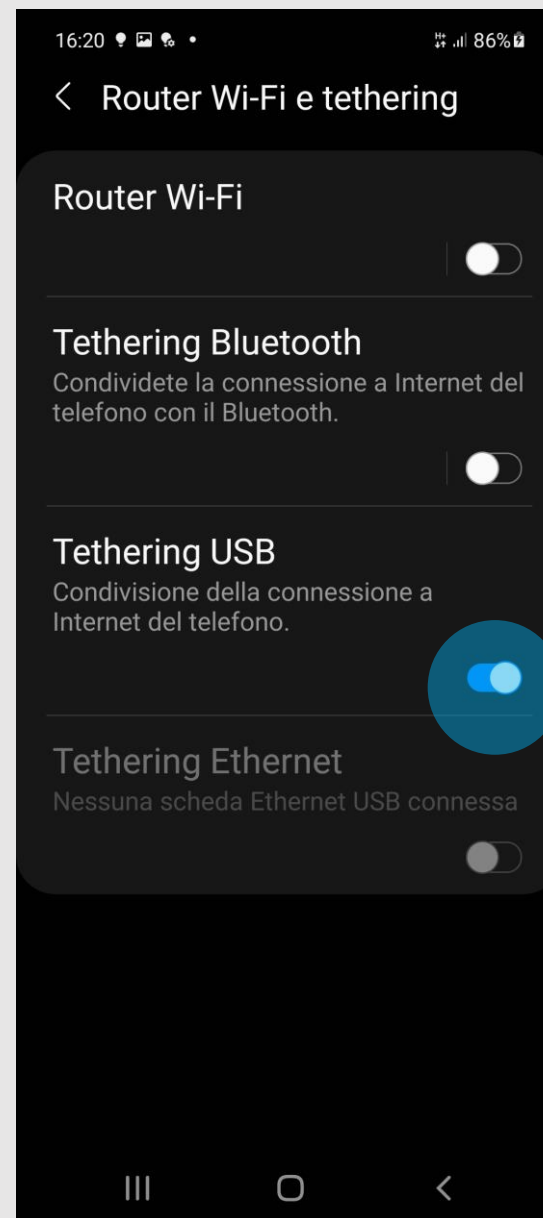 16:20 86%
Router Wi-Fi e tethering
Router Wi-Fi
Tethering Bluetooth
Condividete la connessione a Internet del
telefono con il Bluetooth.
Tethering USB
Condivisione della connessione a
Internet del telefono.
Tethering Ethernet
Nessuna scheda Ethernet USB connessa